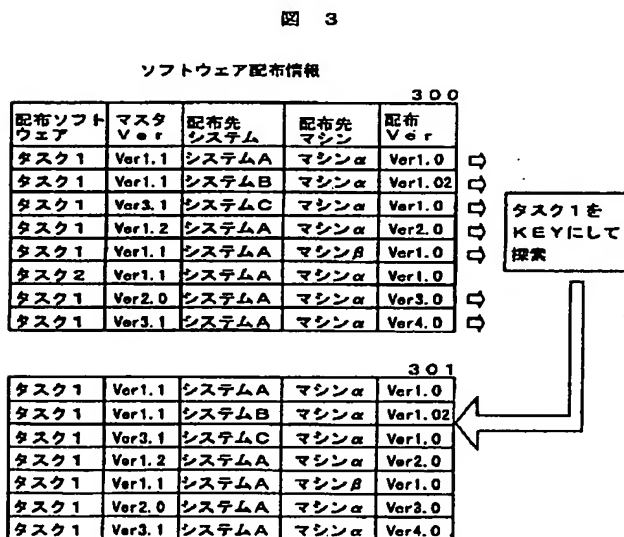 図 3
ソフトウェア配布情報
300
配布ソフトウェア マスタVer 配布先システム 配布先マシン 配布Ver
タスク1 Ver1.1 システムA マシンα Ver1.0
タスク1 Ver1.1 システムB マシンα Ver1.02
タスク1 Ver3.1 システムC マシンα Ver1.0
タスク1 Ver1.2 システムA マシンα Ver2.0
タスク1 Ver1.1 システムA マシンβ Ver1.0
タスク2 Ver1.1 システムA マシンα Ver1.0
タスク1 Ver2.0 システムA マシンα Ver3.0
タスク1 Ver3.1 システムA マシンα Ver4.0
タスク1を
KEYにして
探索
301
タスク1 Ver1.1 システムA マシンα Ver1.0
タスク1 Ver1.1 システムB マシンα Ver1.02
タスク1 Ver3.1 システムC マシンα Ver1.0
タスク1 Ver1.2 システムA マシンα Ver2.0
タスク1 Ver1.1 システムA マシンβ Ver1.0
タスク1 Ver2.0 システムA マシンα Ver3.0
タスク1 Ver3.1 システムA マシンα Ver4.0